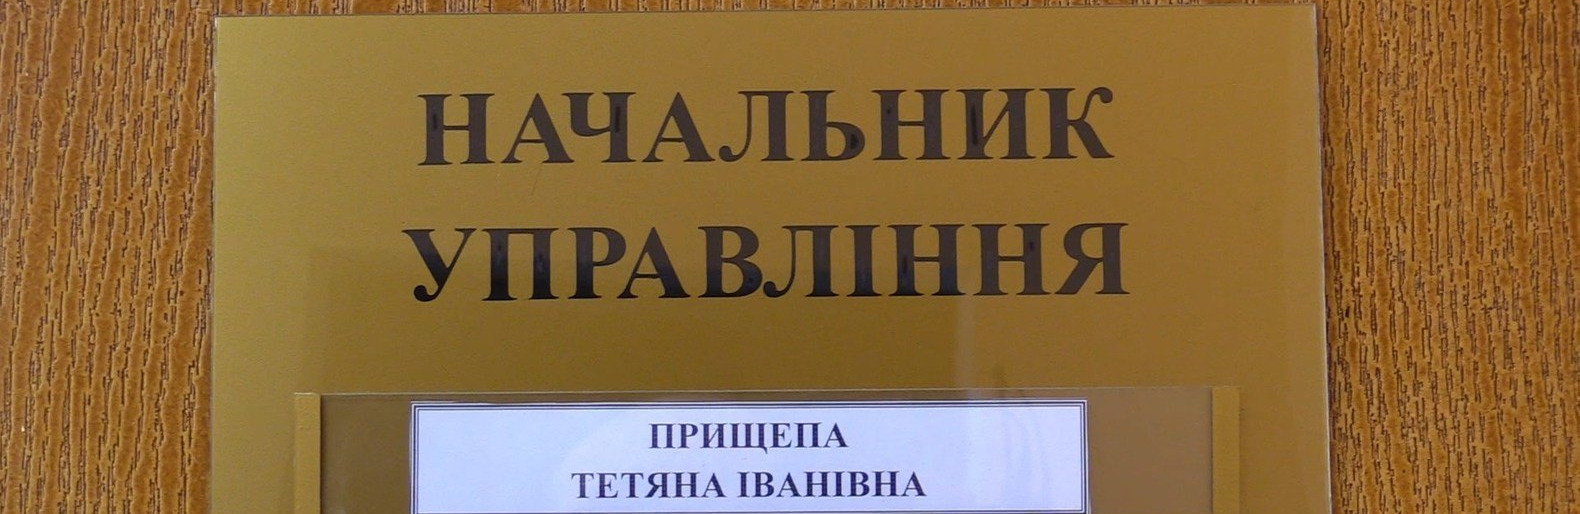 НАЧАЛЬНИК
УПРАВЛІННЯ
ПРИЩЕПА
ТЕТЯНА ІВАНІВНА